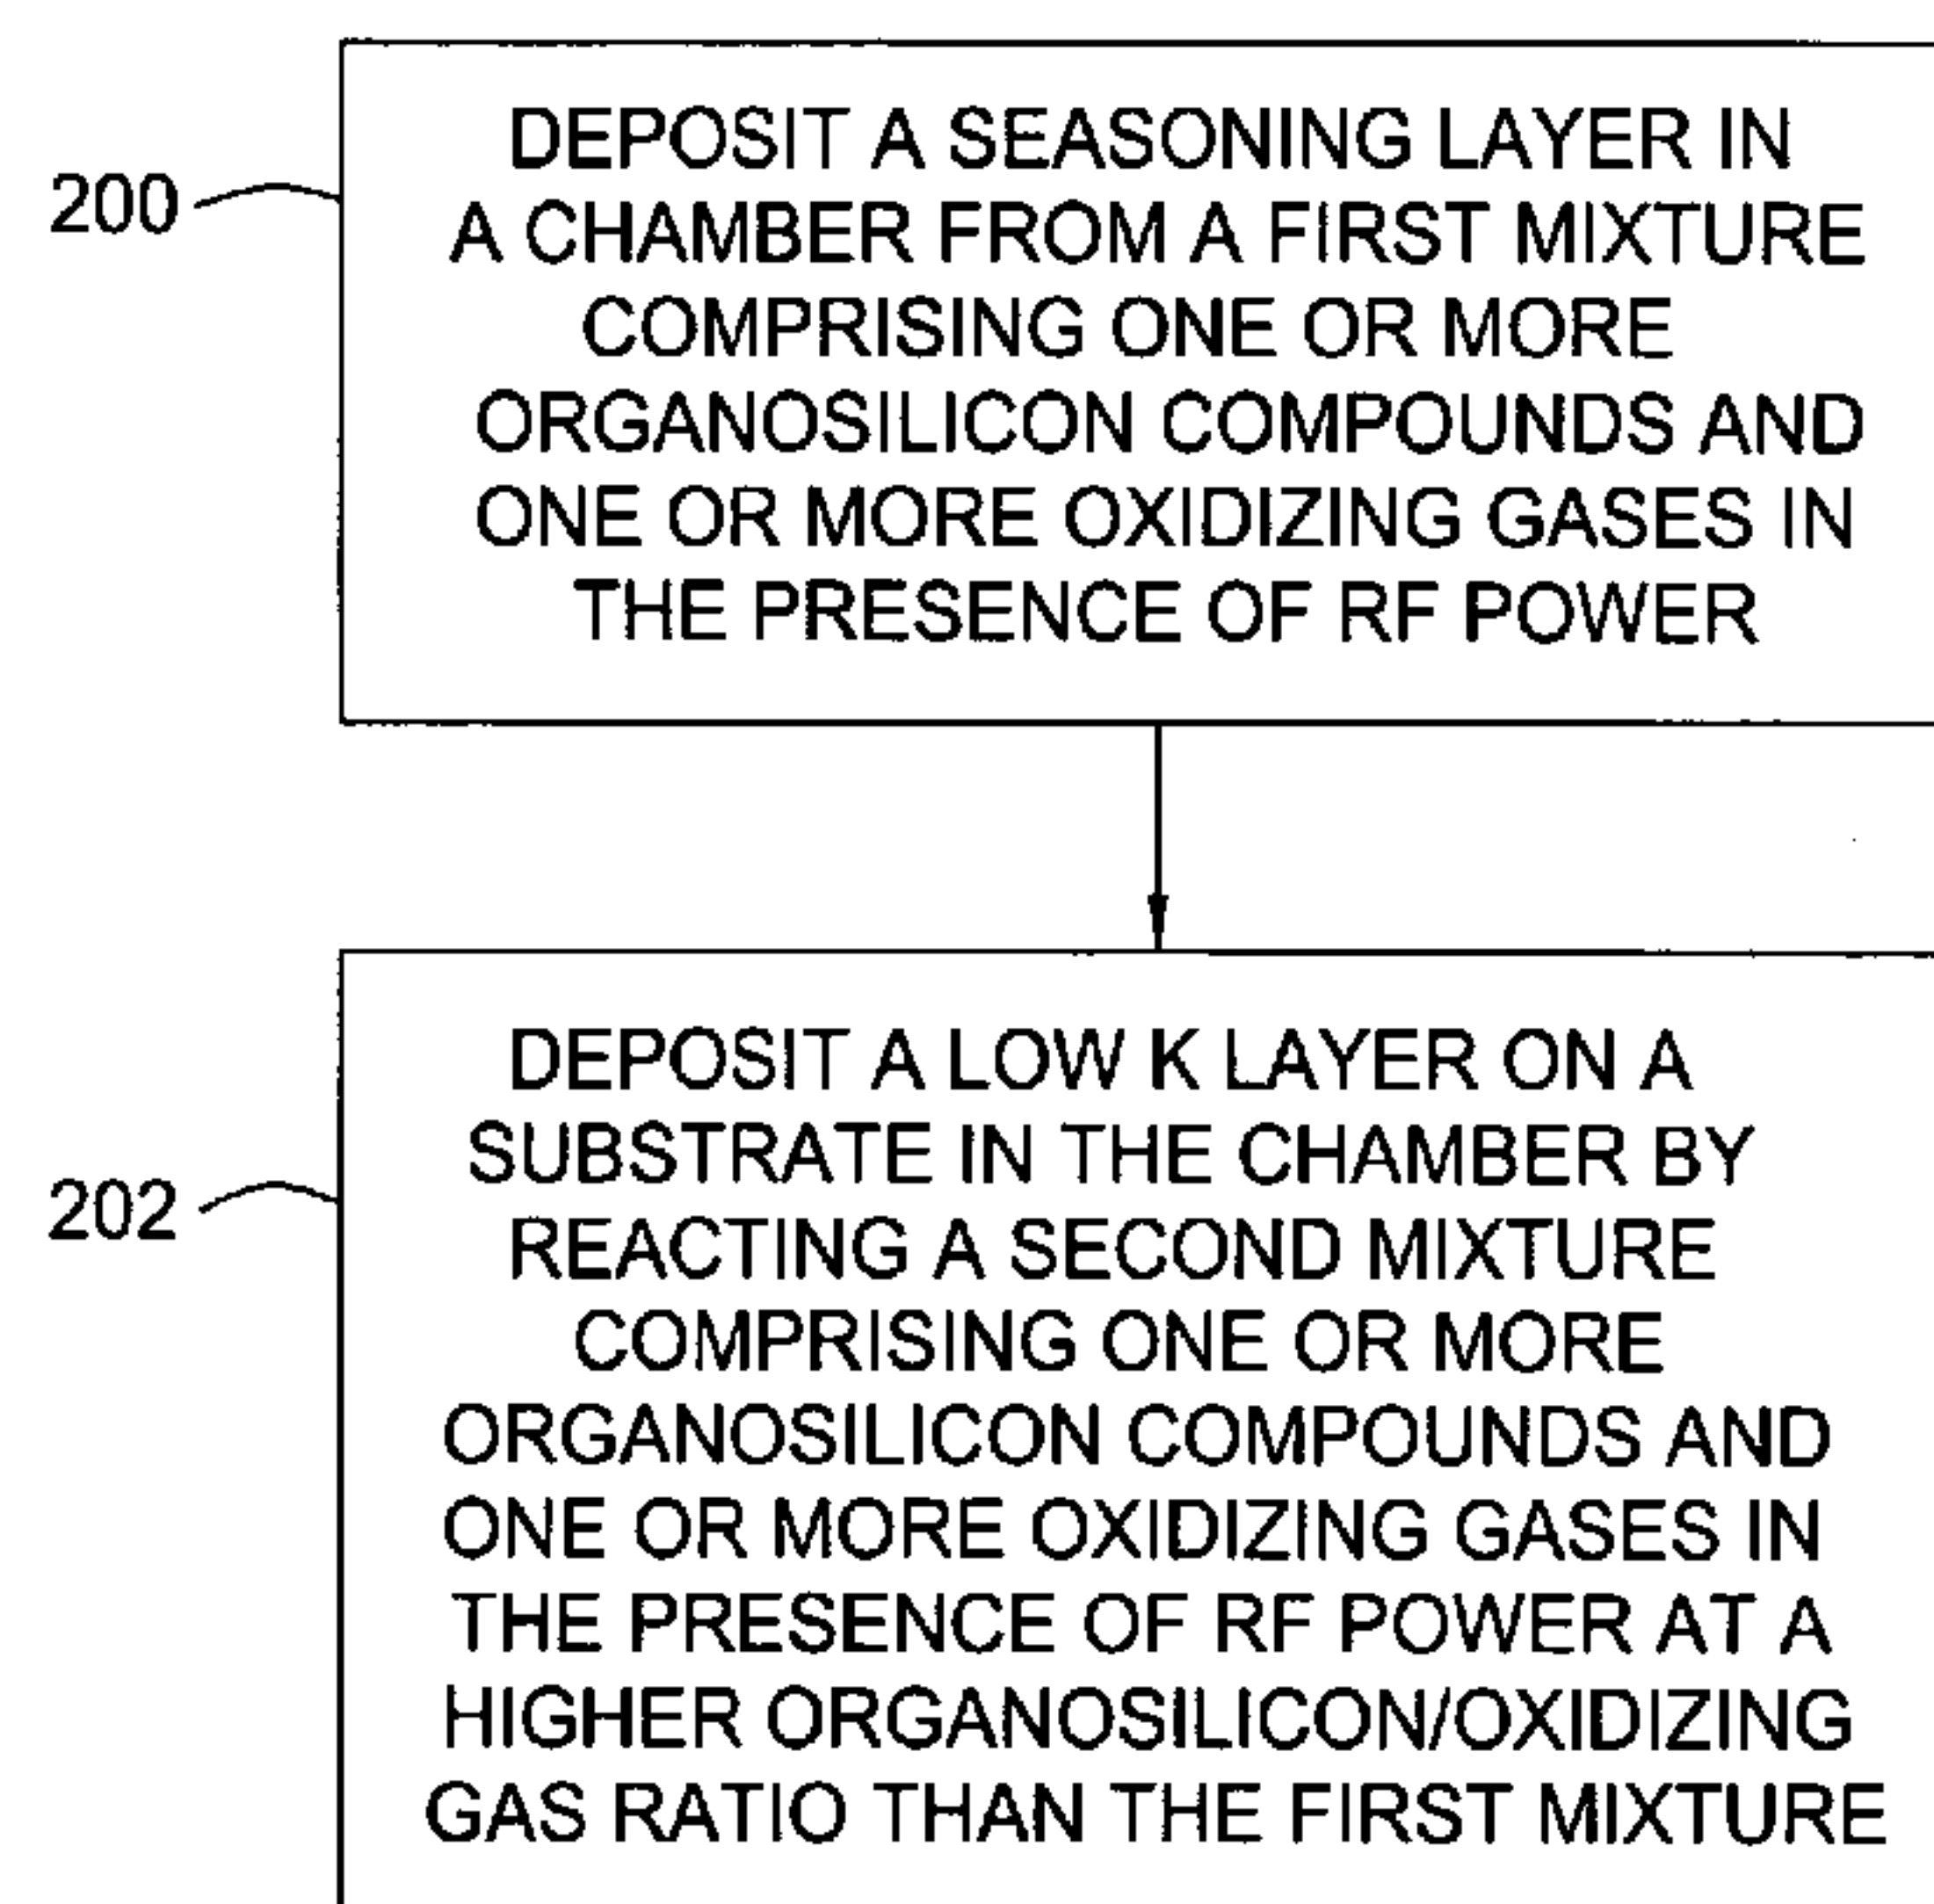 200
DEPOSIT A SEASONING LAYER IN
A CHAMBER FROM A FIRST MIXTURE
COMPRISING ONE OR MORE
ORGANOSILICON COMPOUNDS AND
ONE OR MORE OXIDIZING GASES IN
THE PRESENCE OF RF POWER
202
DEPOSIT A LOW K LAYER ON A
SUBSTRATE IN THE CHAMBER BY
REACTING A SECOND MIXTURE
COMPRISING ONE OR MORE
ORGANOSILICON COMPOUNDS AND
ONE OR MORE OXIDIZING GASES IN
THE PRESENCE OF RF POWER AT A
HIGHER ORGANOSILICON/OXIDIZING
GAS RATIO THAN THE FIRST MIXTURE